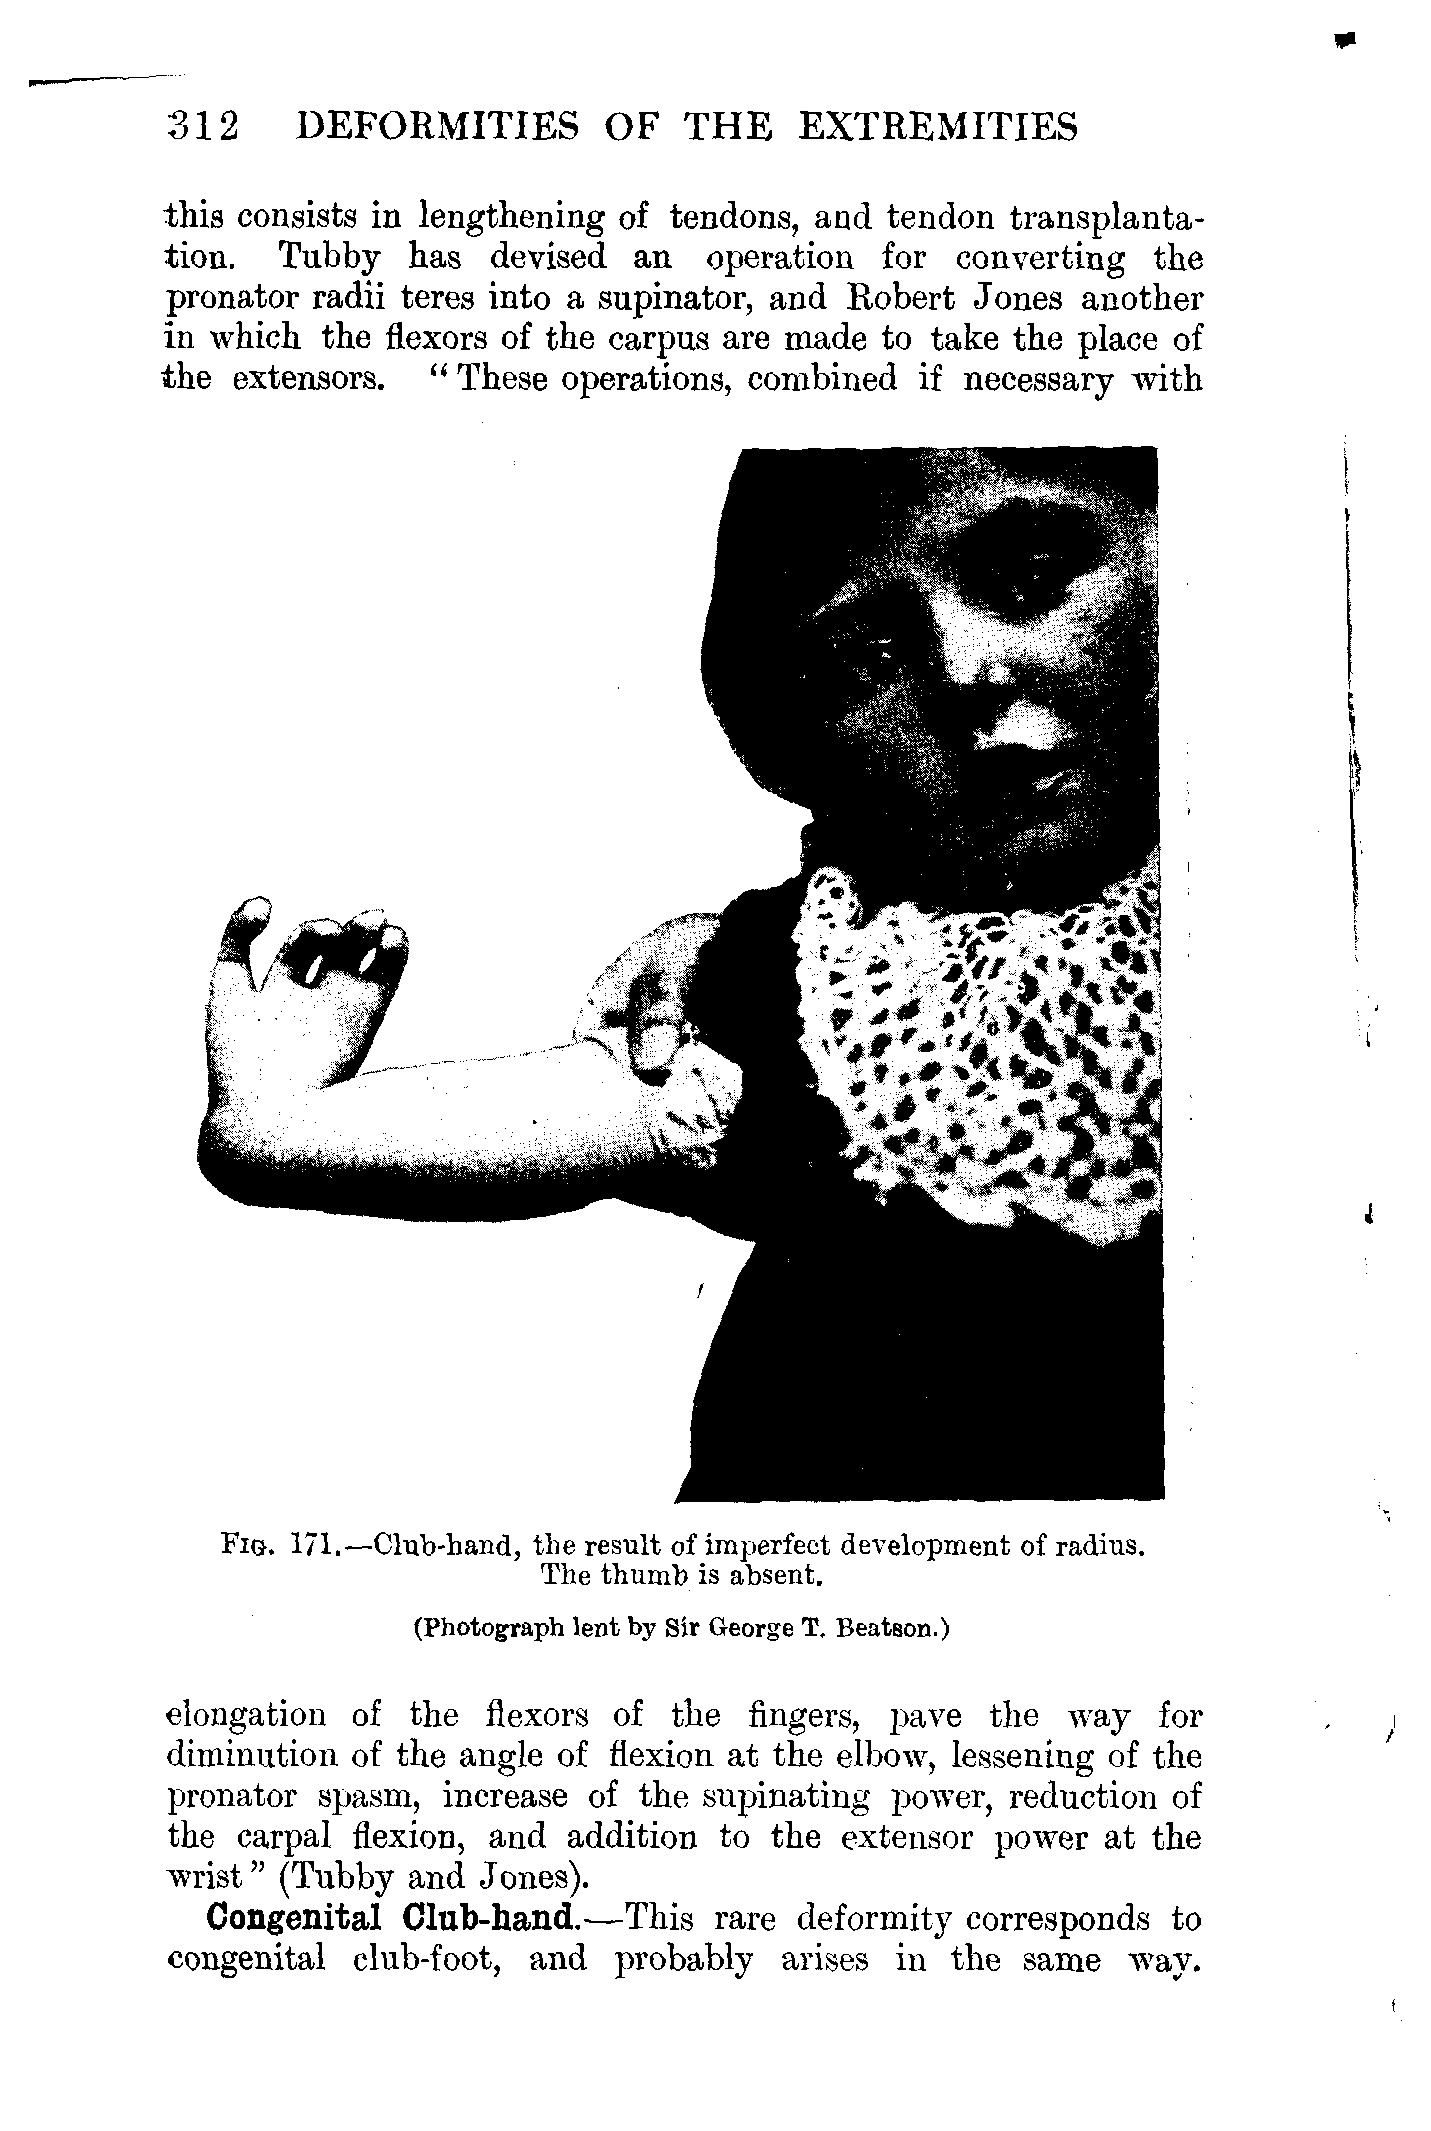 312 DEFORMITIES OF THE EXTREMITIES
this consists in lengthening of tendons, and tendon transplanta-
tion. Tubby has devised an operation for converting the
pronator radii teres into a supinator, and Robert Jones another
in which the flexors of the carpus are made to take the place of
the extensors. “These operations, combined if necessary with
FIG. 171.—Club-hand, the result of imperfect development of radius.
The thumb is absent.
(Photograph lent by Sir George T. Beatson.)
elongation of the flexors of the fingers, pave the way for
diminution of the angle of flexion at the elbow, lessening of the
pronator spasm, increase of the supinating power, reduction of
the carpal flexion, and addition to the extensor power at the
wrist” (Tubby and Jones).
Congenital Club-hand.—This rare deformity corresponds to
congenital club-foot, and probably arises in the same way.